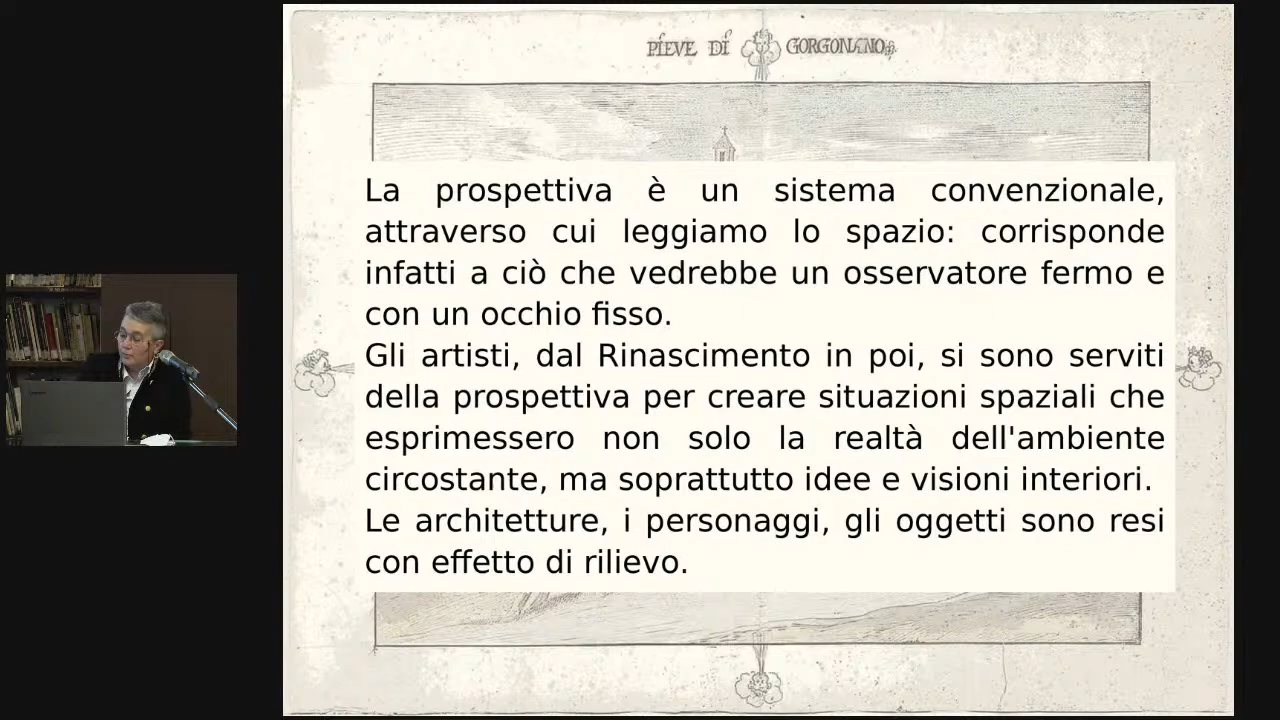 PIEVE DI GORGONANO
La prospettiva è un sistema convenzionale,
attraverso cui leggiamo lo spazio: corrisponde
infatti a ciò che vedrebbe un osservatore fermo e
con un occhio fisso.
Gli artisti, dal Rinascimento in poi, si sono serviti
della prospettiva per creare situazioni spaziali che
esprimessero non solo la realtà dell'ambiente
circostante, ma soprattutto idee e visioni interiori.
Le architetture, i personaggi, gli oggetti sono resi
con effetto di rilievo.